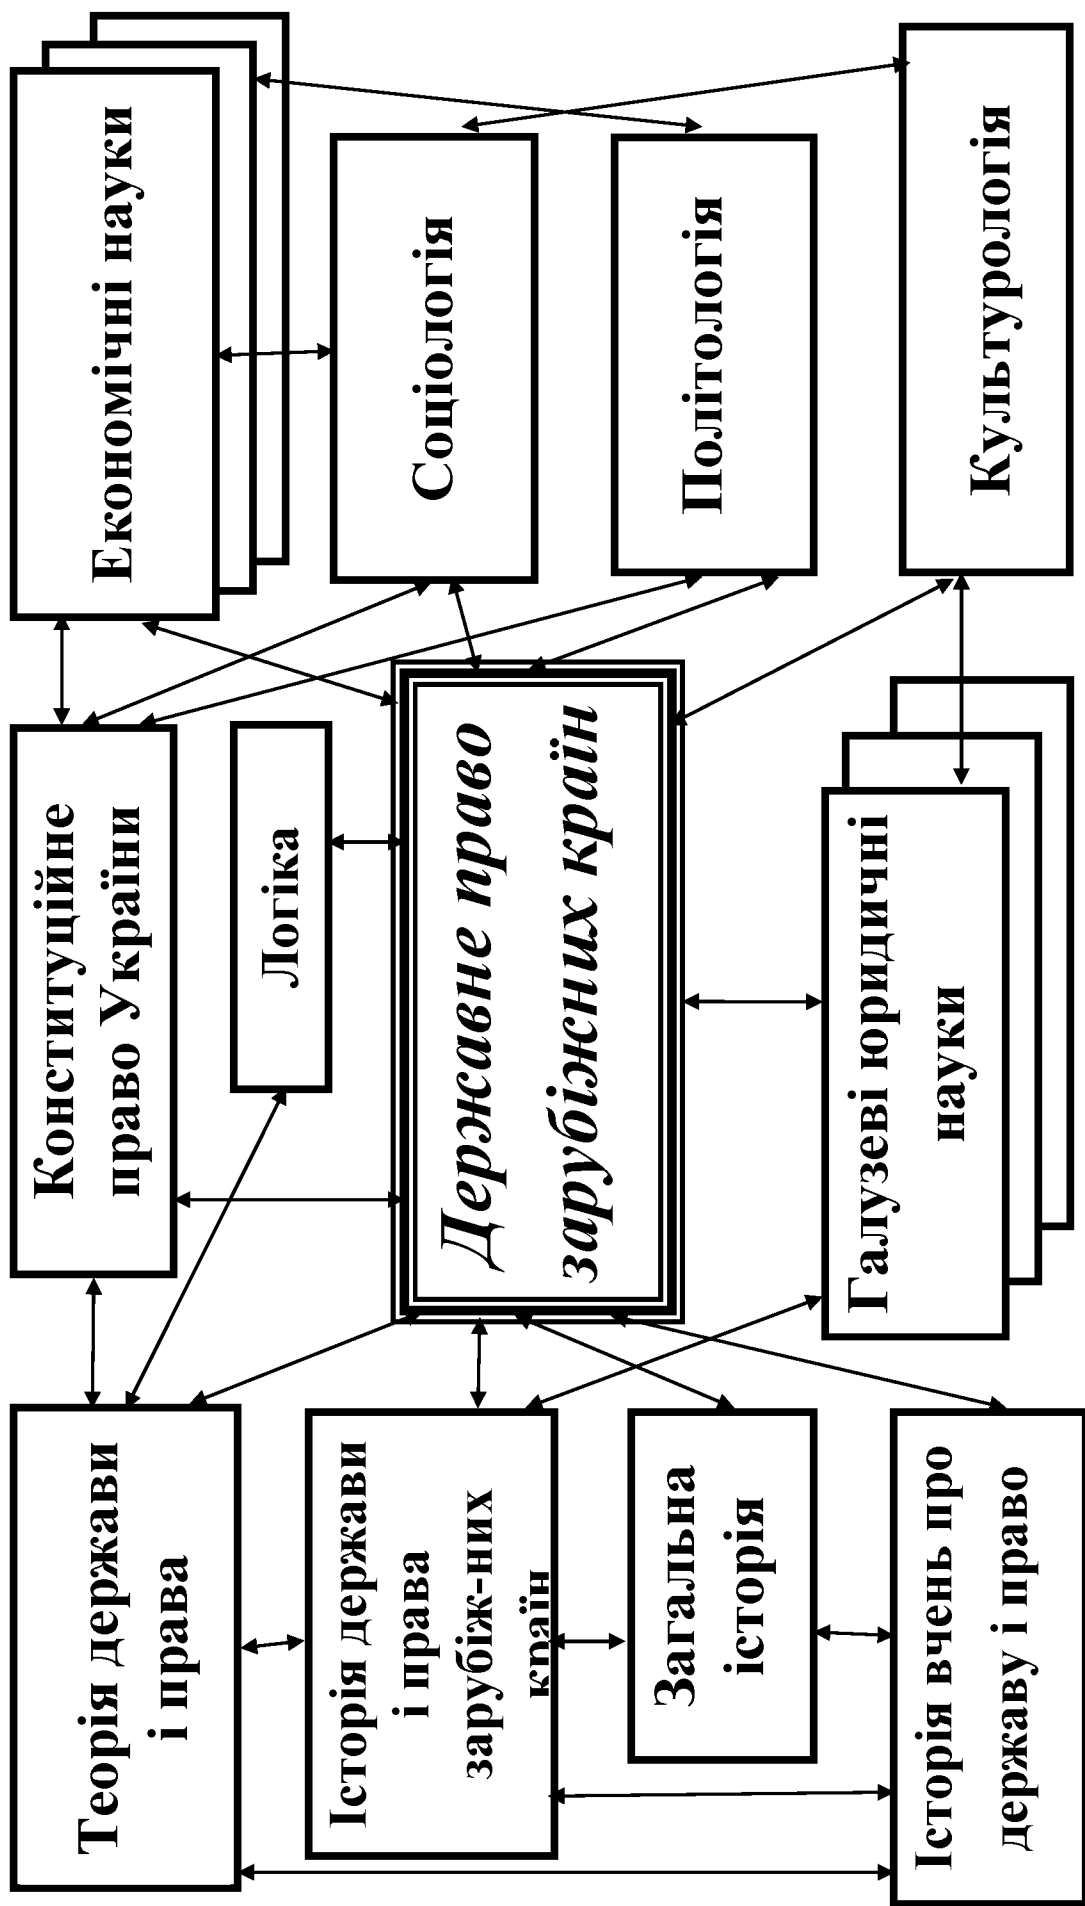 Теорія держави
і права
Конституційне
право України
Економічні науки
Логіка
Історія держави
і права
зарубіж-них
країн
Державне право
зарубіжних країн
Соціологія
Загальна
історія
Політологія
Історія вчень про
державу і право
Галузеві юридичні
науки
Культурологія